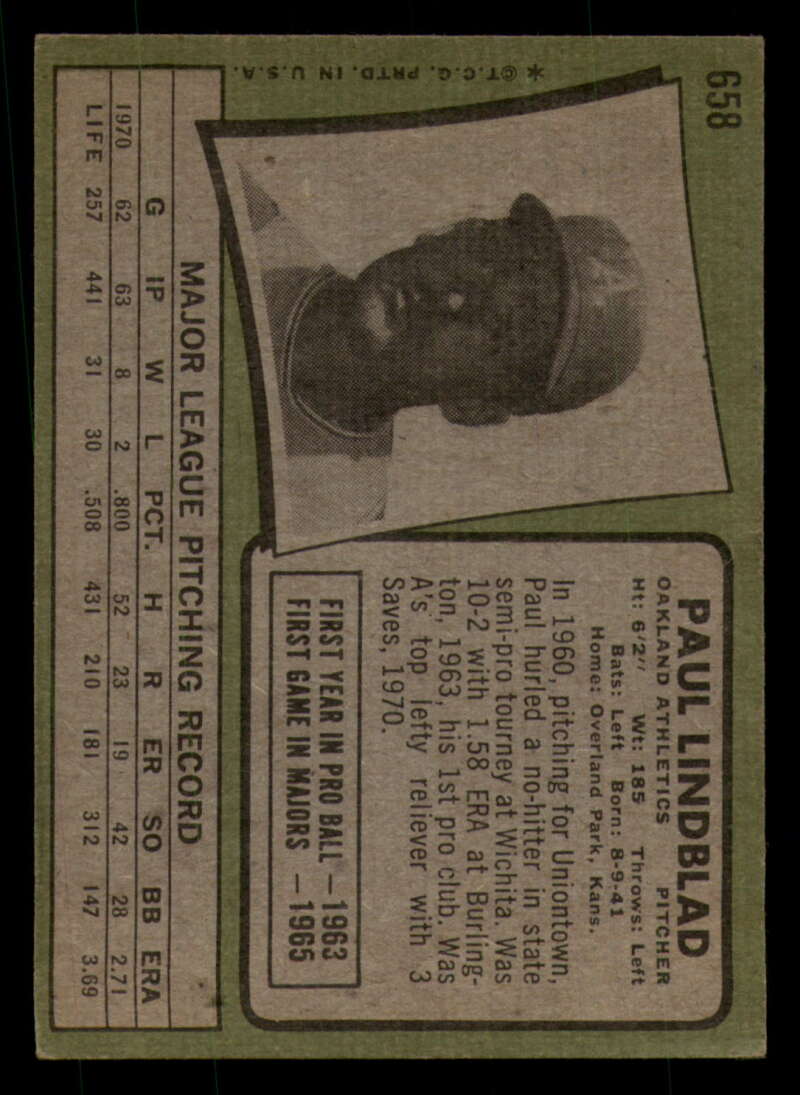 658
PAUL LINDBLAD
OAKLAND ATHLETICS PITCHER
Ht: 6'2" Wt: 185 Throws: Left
Bats: Left Born: 8-9-41
Home: Overland Park, Kans.
In 1960, pitching for Uniontown,
Paul hurled a no-hitter in state
semi-pro tourney at Wichita. Was
10-2 with 1.58 ERA at Burling-
ton, 1963, his 1st pro club. Was
A's top lefty reliever with 3
Saves, 1970.
FIRST YEAR IN PRO BALL — 1963
FIRST GAME IN MAJORS — 1965
A
* ©T.C.G. PRTD. IN U.S.A.
MAJOR LEAGUE PITCHING RECORD
G IP W L PCT. H R ER SO BB ERA
1970 62 63 8 2 .800 52 23 19 42 28 2.71
LIFE 257 441 31 30 .508 431 210 181 312 147 3.69